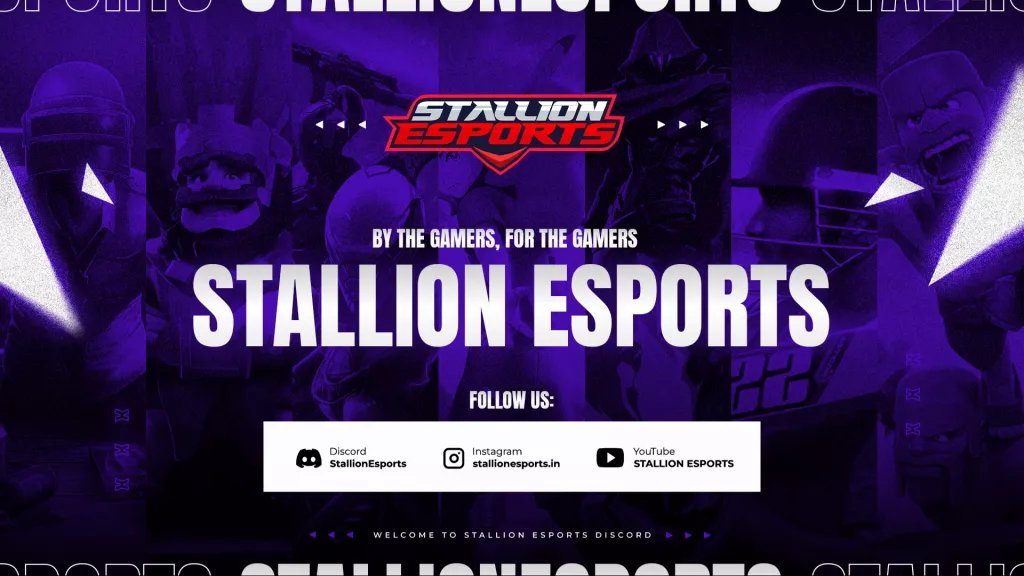 STALLIONESPORTS
STALLION
ESPORTS
BY THE GAMERS, FOR THE GAMERS
STALLION ESPORTS
22
FOLLOW US:
Discord
StallionEsports
Instagram
stallionesports.in
YouTube
STALLION ESPORTS
WELCOME TO STALLION ESPORTS DISCORD
STALLIONESPORTS